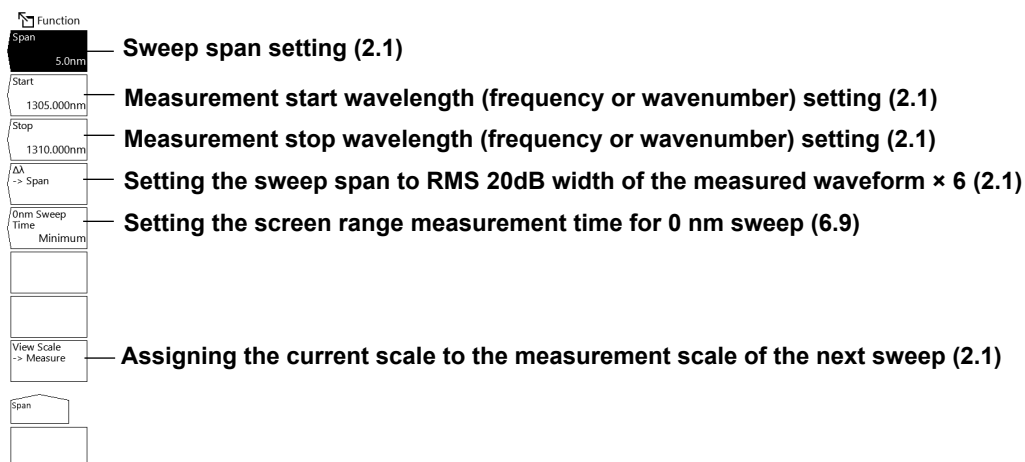 Function
Span
5.0nm
Sweep span setting (2.1)
Start
1305.000nm
Measurement start wavelength (frequency or wavenumber) setting (2.1)
Stop
1310.000nm
Measurement stop wavelength (frequency or wavenumber) setting (2.1)
Δλ
-> Span
Setting the sweep span to RMS 20dB width of the measured waveform × 6 (2.1)
0nm Sweep
Time
Minimum
Setting the screen range measurement time for 0 nm sweep (6.9)
View Scale
-> Measure
Assigning the current scale to the measurement scale of the next sweep (2.1)
Span